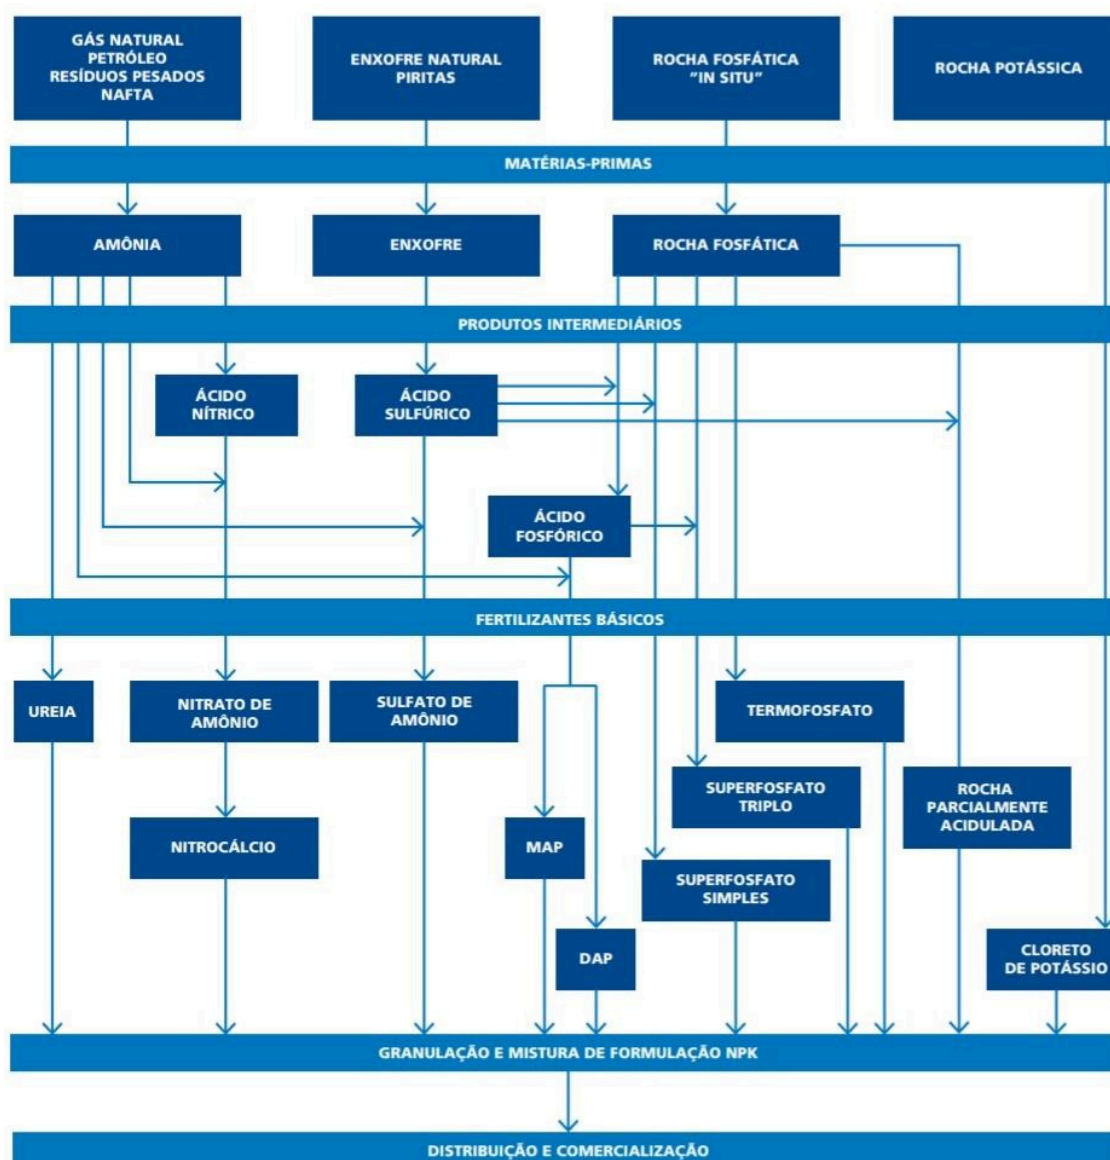 GÁS NATURAL
PETRÓLEO
RESÍDUOS PESADOS
NAFTA
ENXOFRE NATURAL
PIRITAS
ROCHA FOSFÁTICA
"IN SITU"
ROCHA POTÁSSICA
MATÉRIAS-PRIMAS
AMÔNIA
ENXOFRE
ROCHA FOSFÁTICA
PRODUTOS INTERMEDIÁRIOS
ÁCIDO
NÍTRICO
ÁCIDO
SULFÚRICO
ÁCIDO
FOSFÓRICO
FERTILIZANTES BÁSICOS
UREIA
NITRATO DE
AMÔNIO
SULFATO DE
AMÔNIO
TERMOFOSFATO
SUPERFOSFATO
TRIPLO
ROCHA
PARCIALMENTE
ACIDULADA
NITROCÁLCIO
MAP
SUPERFOSFATO
SIMPLES
DAP
CLORETO
DE POTÁSSIO
GRANULAÇÃO E MISTURA DE FORMULAÇÃO NPK
DISTRIBUIÇÃO E COMERCIALIZAÇÃO